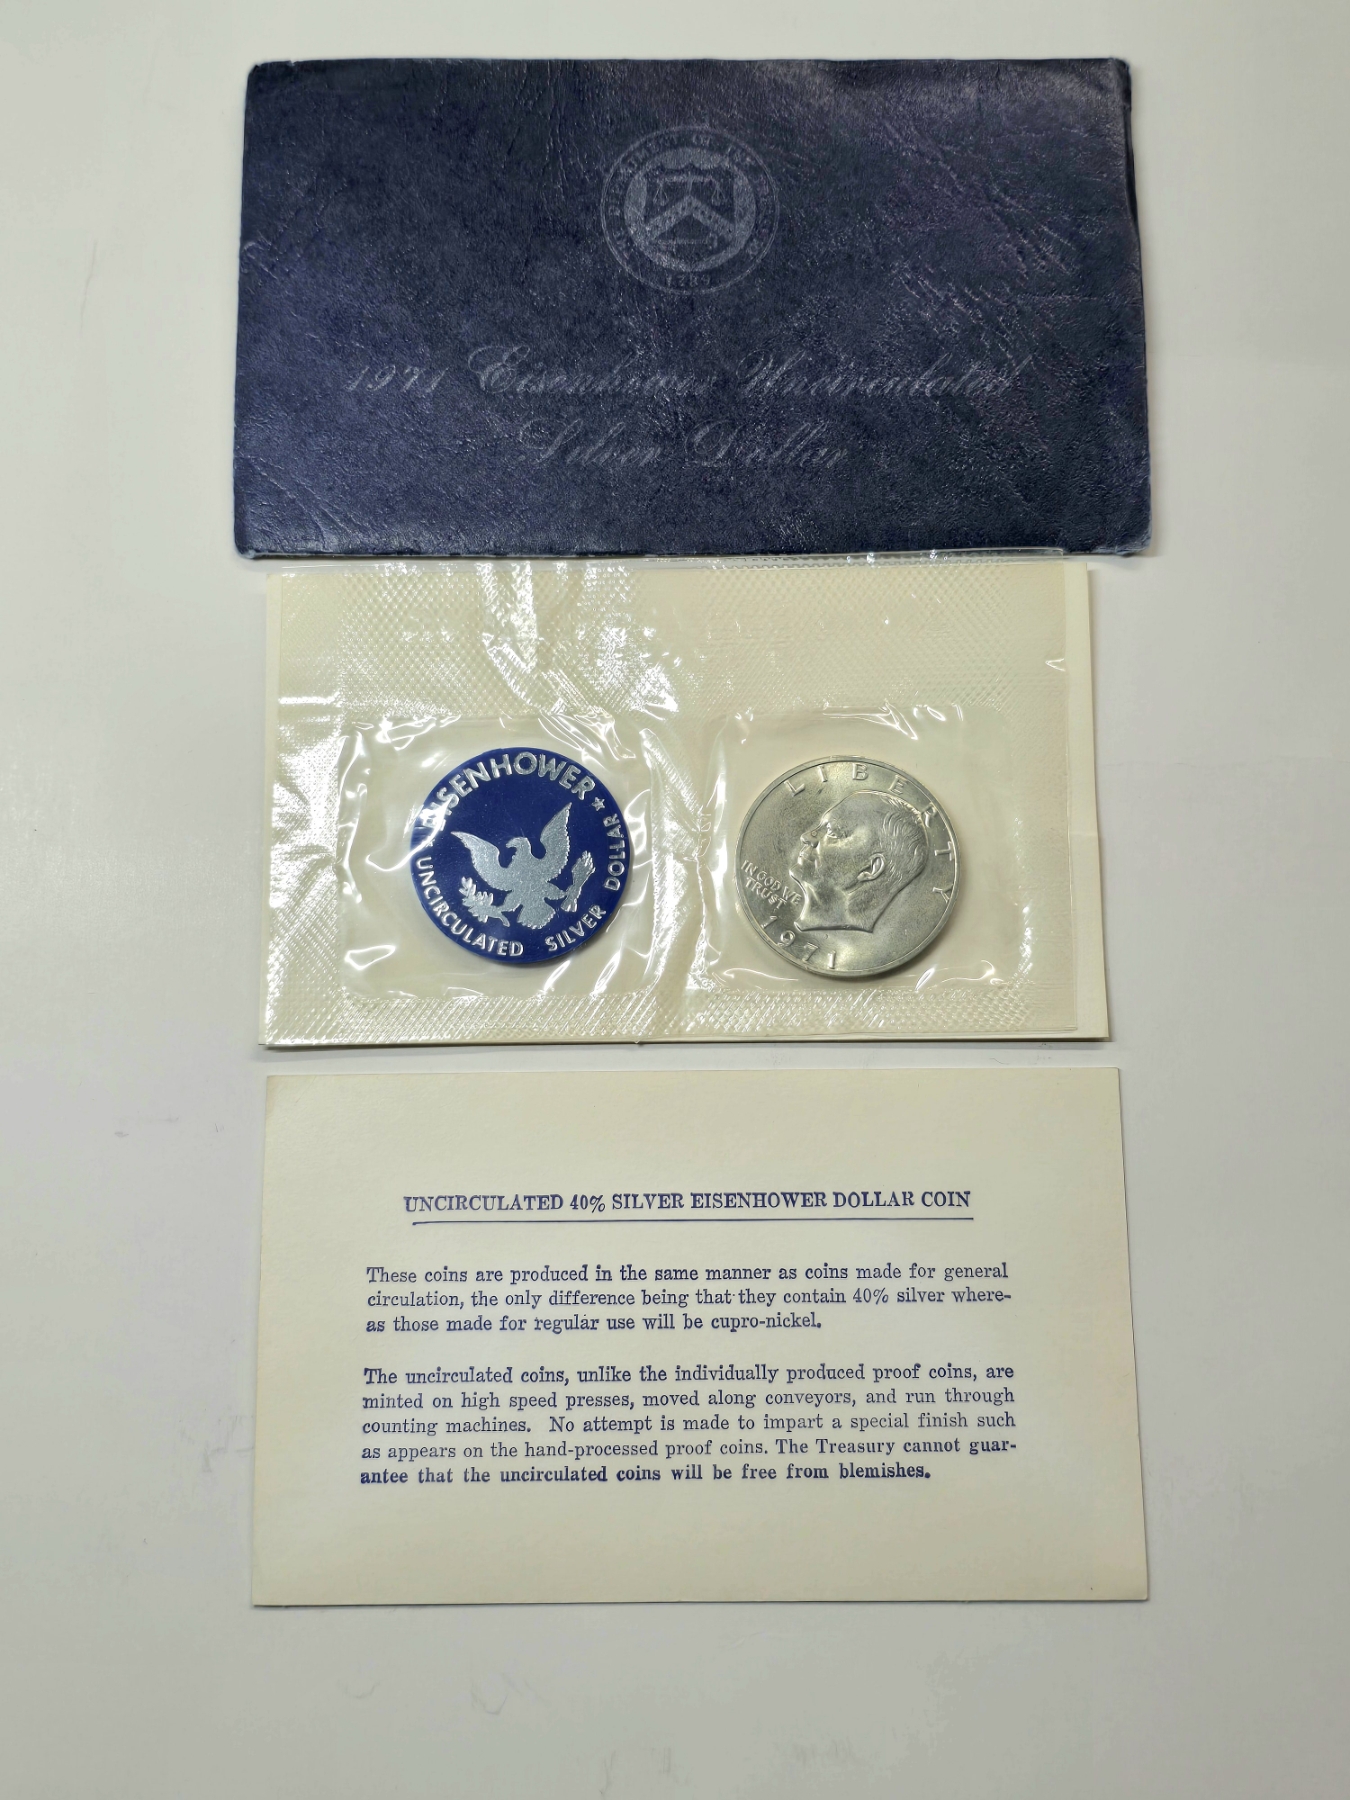 1789
1971 Eisenhower Uncirculated
Silver Dollar
EISENHOWER
UNCIRCULATED SILVER DOLLAR
LIBERTY
IN GOD WE
TRUST
1971
UNCIRCULATED 40% SILVER EISENHOWER DOLLAR COIN
These coins are produced in the same manner as coins made for general
circulation, the only difference being that they contain 40% silver where-
as those made for regular use will be cupro-nickel.
The uncirculated coins, unlike the individually produced proof coins, are
minted on high speed presses, moved along conveyors, and run through
counting machines. No attempt is made to impart a special finish such
as appears on the hand-processed proof coins. The Treasury cannot guar-
antee that the uncirculated coins will be free from blemishes.